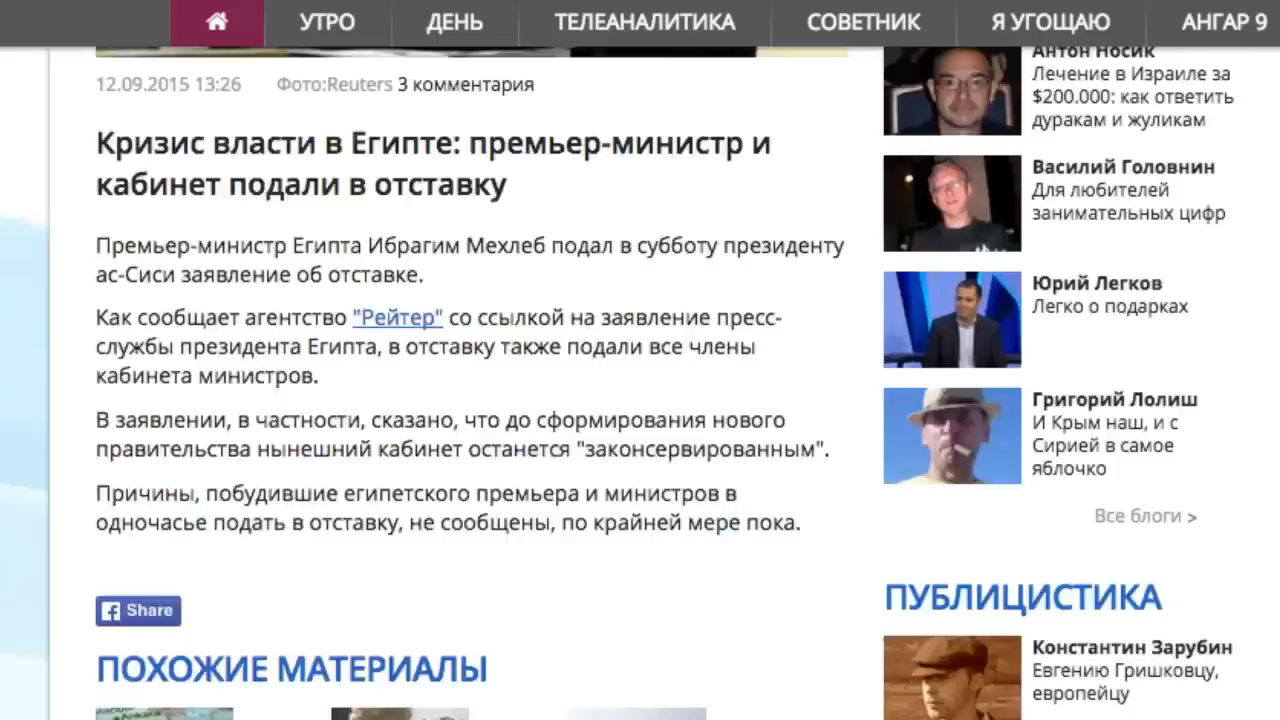 УТРО
ДЕНЬ
ТЕЛЕАНАЛИТИКА
СОВЕТНИК
Я УГОЩАЮ
АНГАР 9
12.09.2015 13:26
Фото:Reuters 3 комментария
Кризис власти в Египте: премьер-министр и
кабинет подали в отставку
Премьер-министр Египта Ибрагим Мехлеб подал в субботу президенту
ас-Сиси заявление об отставке.
Как сообщает агентство "Рейтер" со ссылкой на заявление пресс-
службы президента Египта, в отставку также подали все члены
кабинета министров.
В заявлении, в частности, сказано, что до сформирования нового
правительства нынешний кабинет останется "законсервированным".
Причины, побудившие египетского премьера и министров в
одночасье подать в отставку, не сообщены, по крайней мере пока.
Share
ПОХОЖИЕ МАТЕРИАЛЫ
Антон Носик
Лечение в Израиле за
$200.000: как ответить
дуракам и жуликам
Василий Головнин
Для любителей
занимательных цифр
Юрий Легков
Легко о подарках
Григорий Лолиш
И Крым наш, и с
Сирией в самое
яблочко
Все блоги >
ПУБЛИЦИСТИКА
Константин Зарубин
Евгению Гришковцу,
европейцу